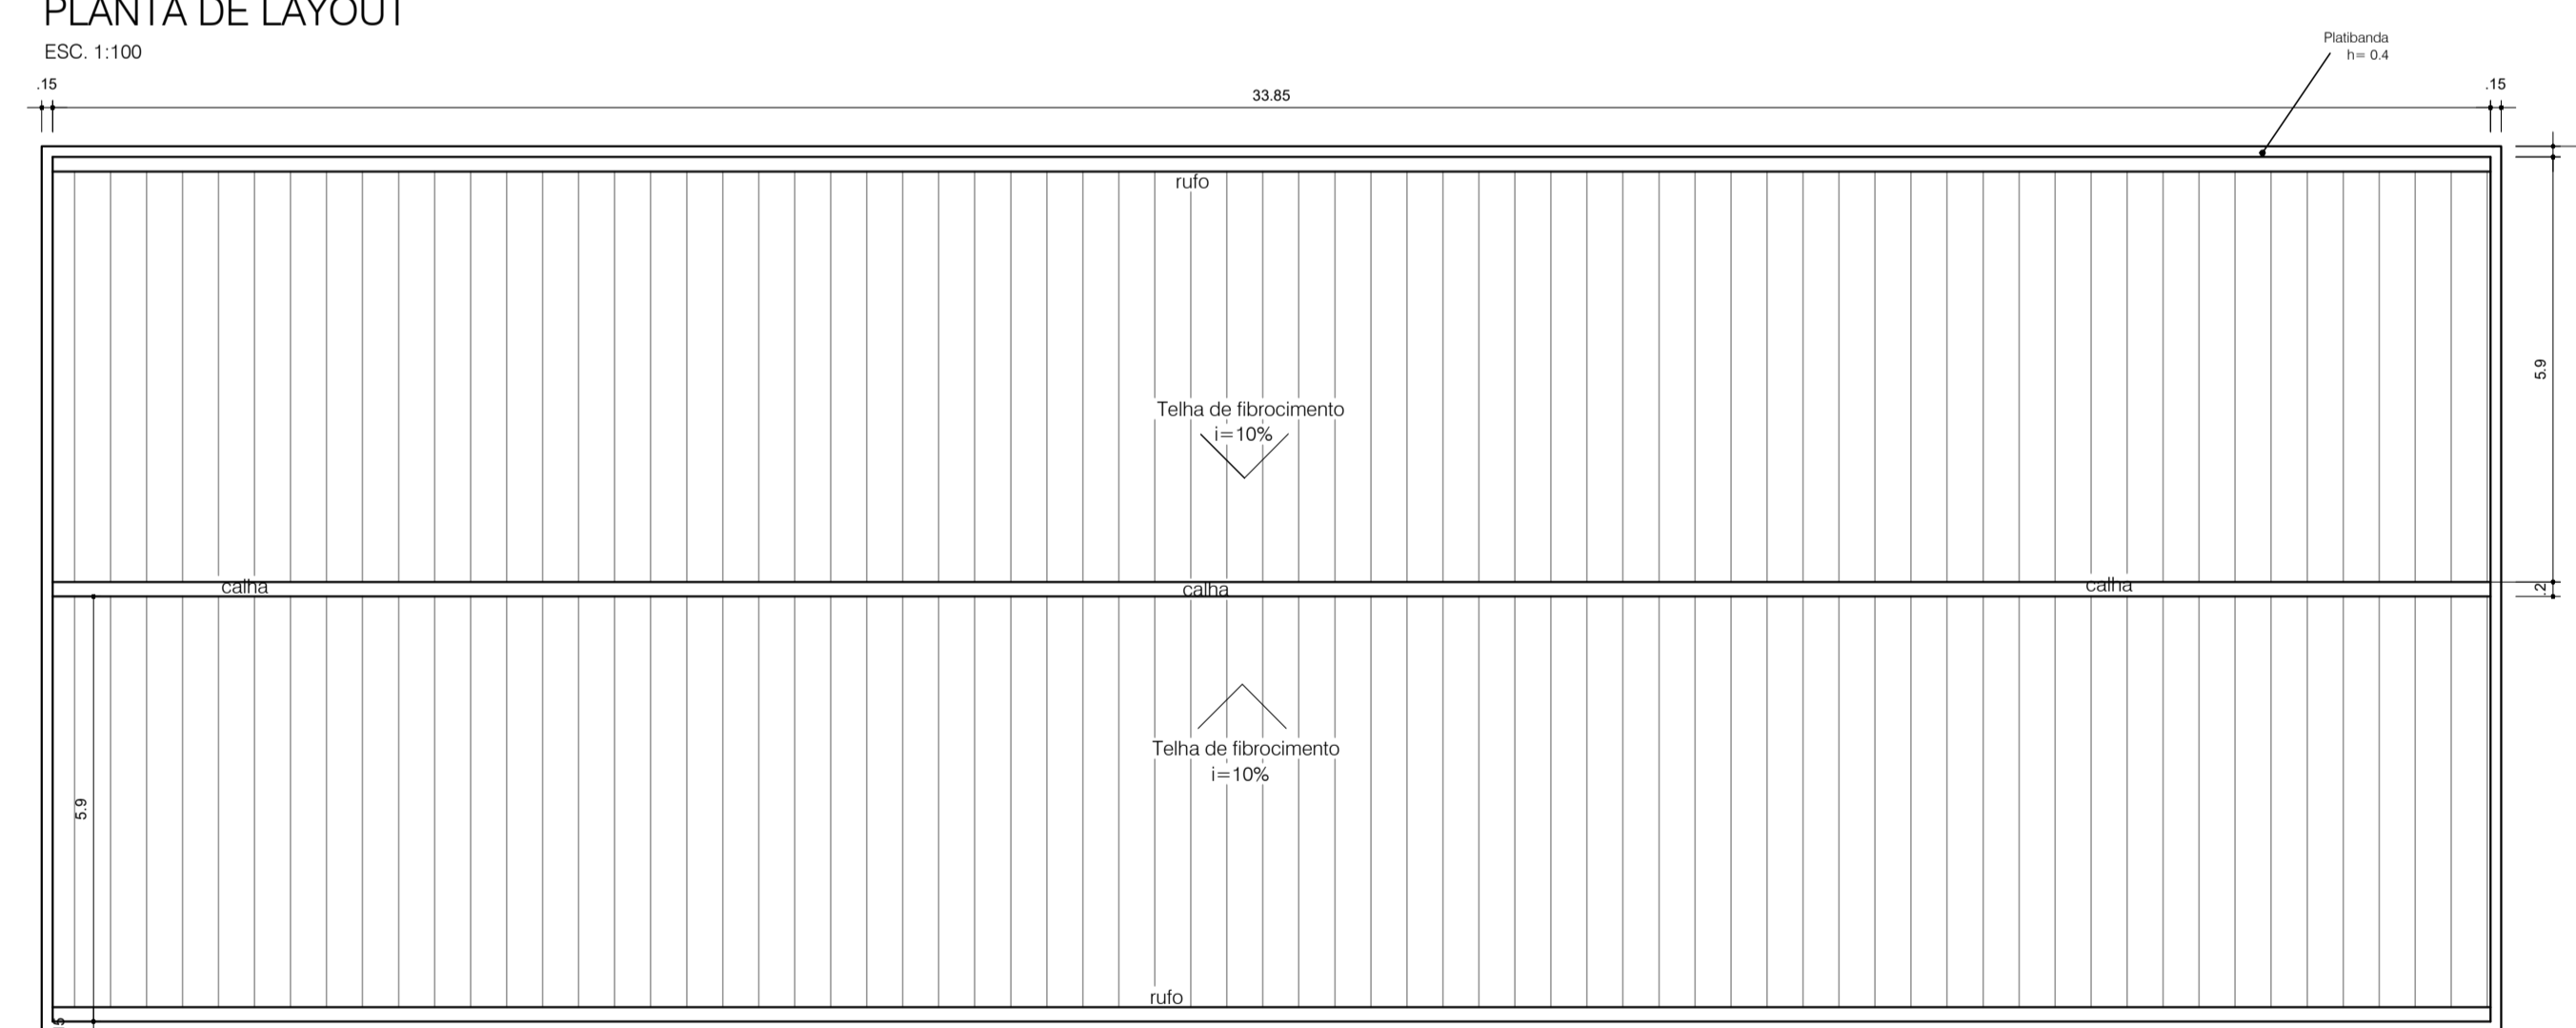 PLANTA DE LAYOUT
ESC. 1:100
Platibanda
h= 0.4
.15
33.85
.15
rufo
5.9
Telha de fibrocimento
i=10%
calha
calha
calha
.2
Telha de fibrocimento
i=10%
5.9
rufo